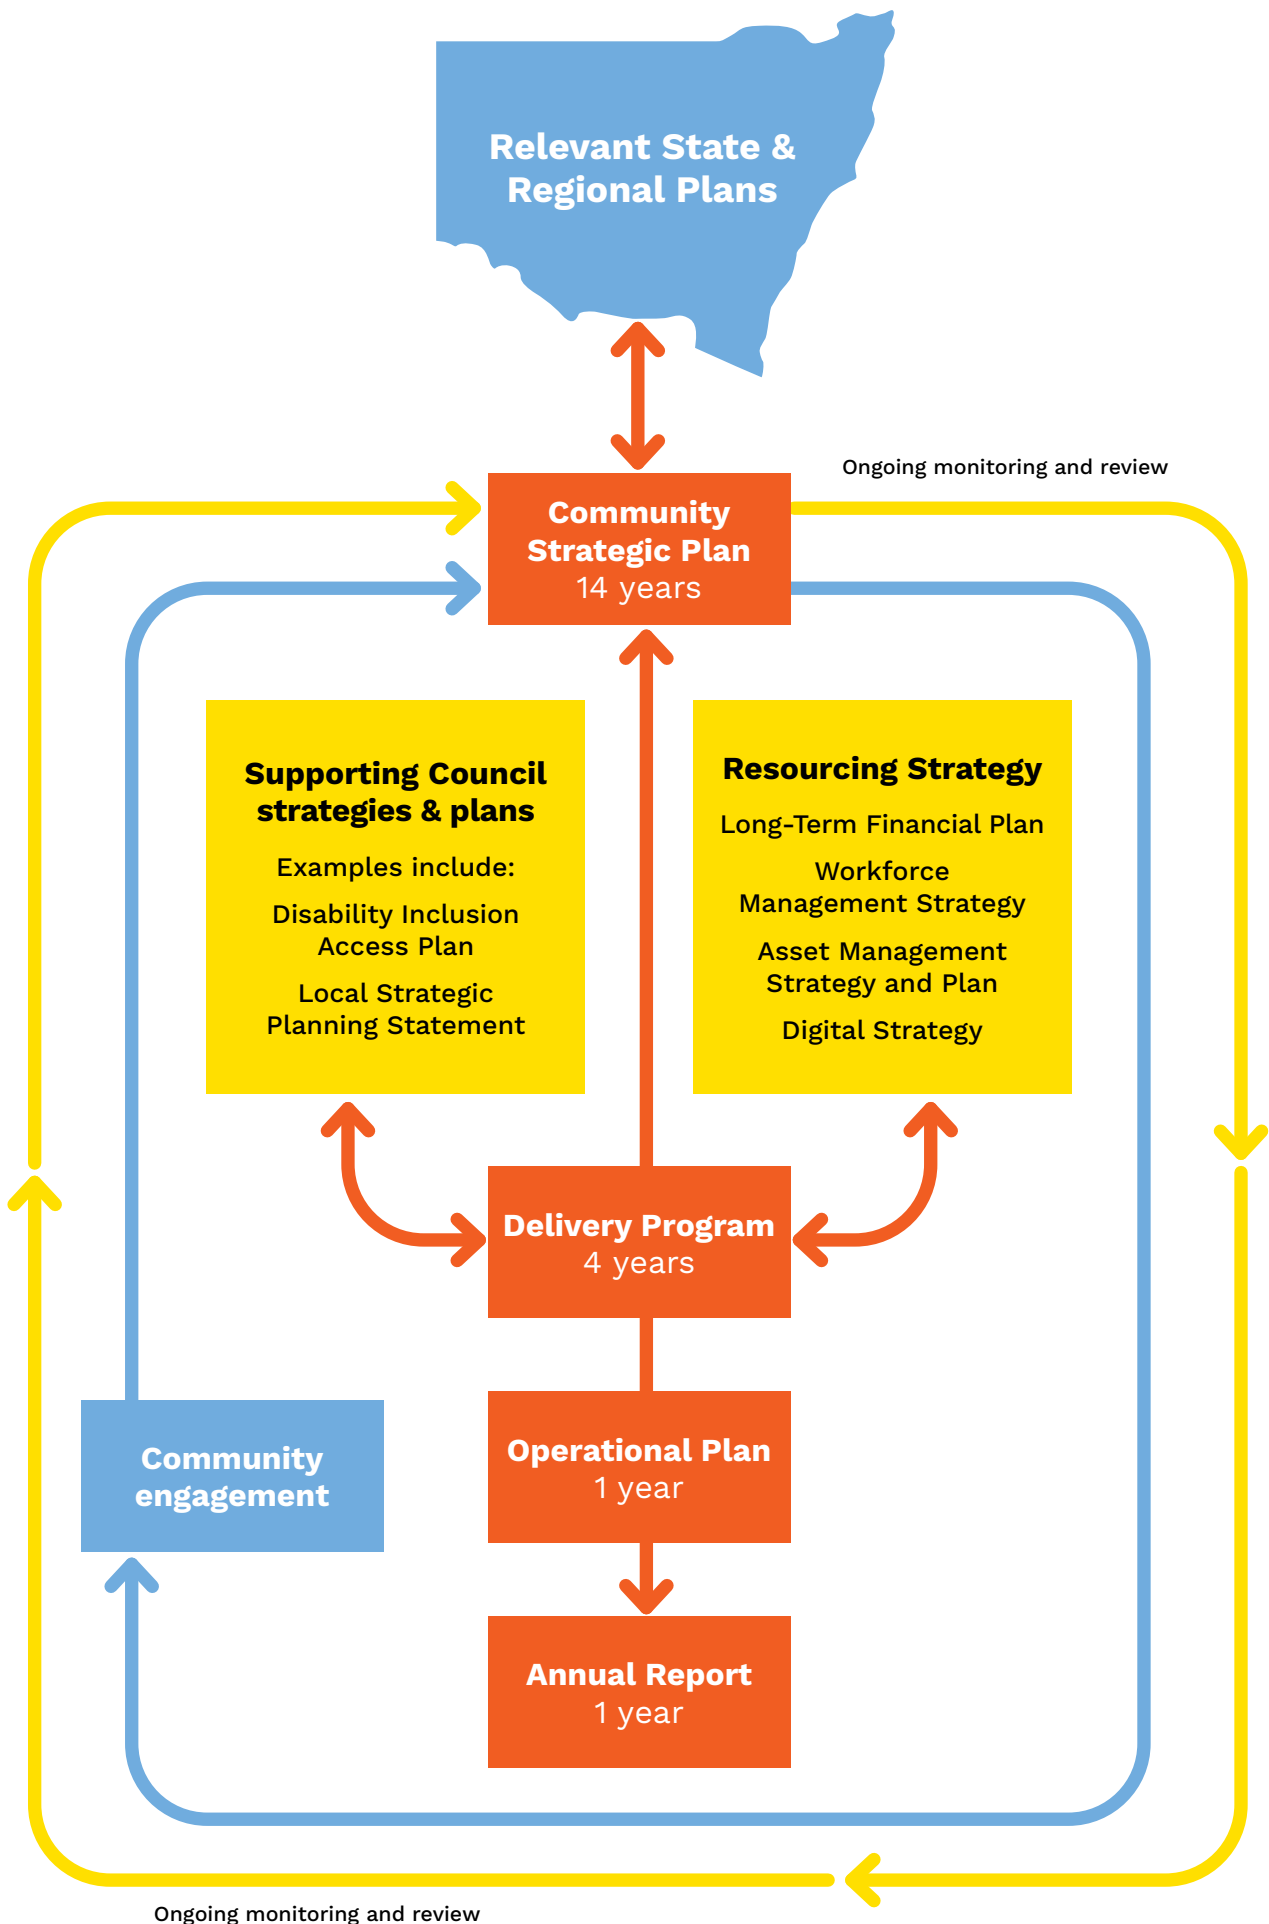 Relevant State &
Regional Plans
Ongoing monitoring and review
Community
Strategic Plan
14 years
Supporting Council
strategies & plans
Examples include:
Disability Inclusion
Access Plan
Local Strategic
Planning Statement
Resourcing Strategy
Long-Term Financial Plan
Workforce
Management Strategy
Asset Management
Strategy and Plan
Digital Strategy
Delivery Program
4 years
Community
engagement
Operational Plan
1 year
Annual Report
1 year
Ongoing monitoring and review